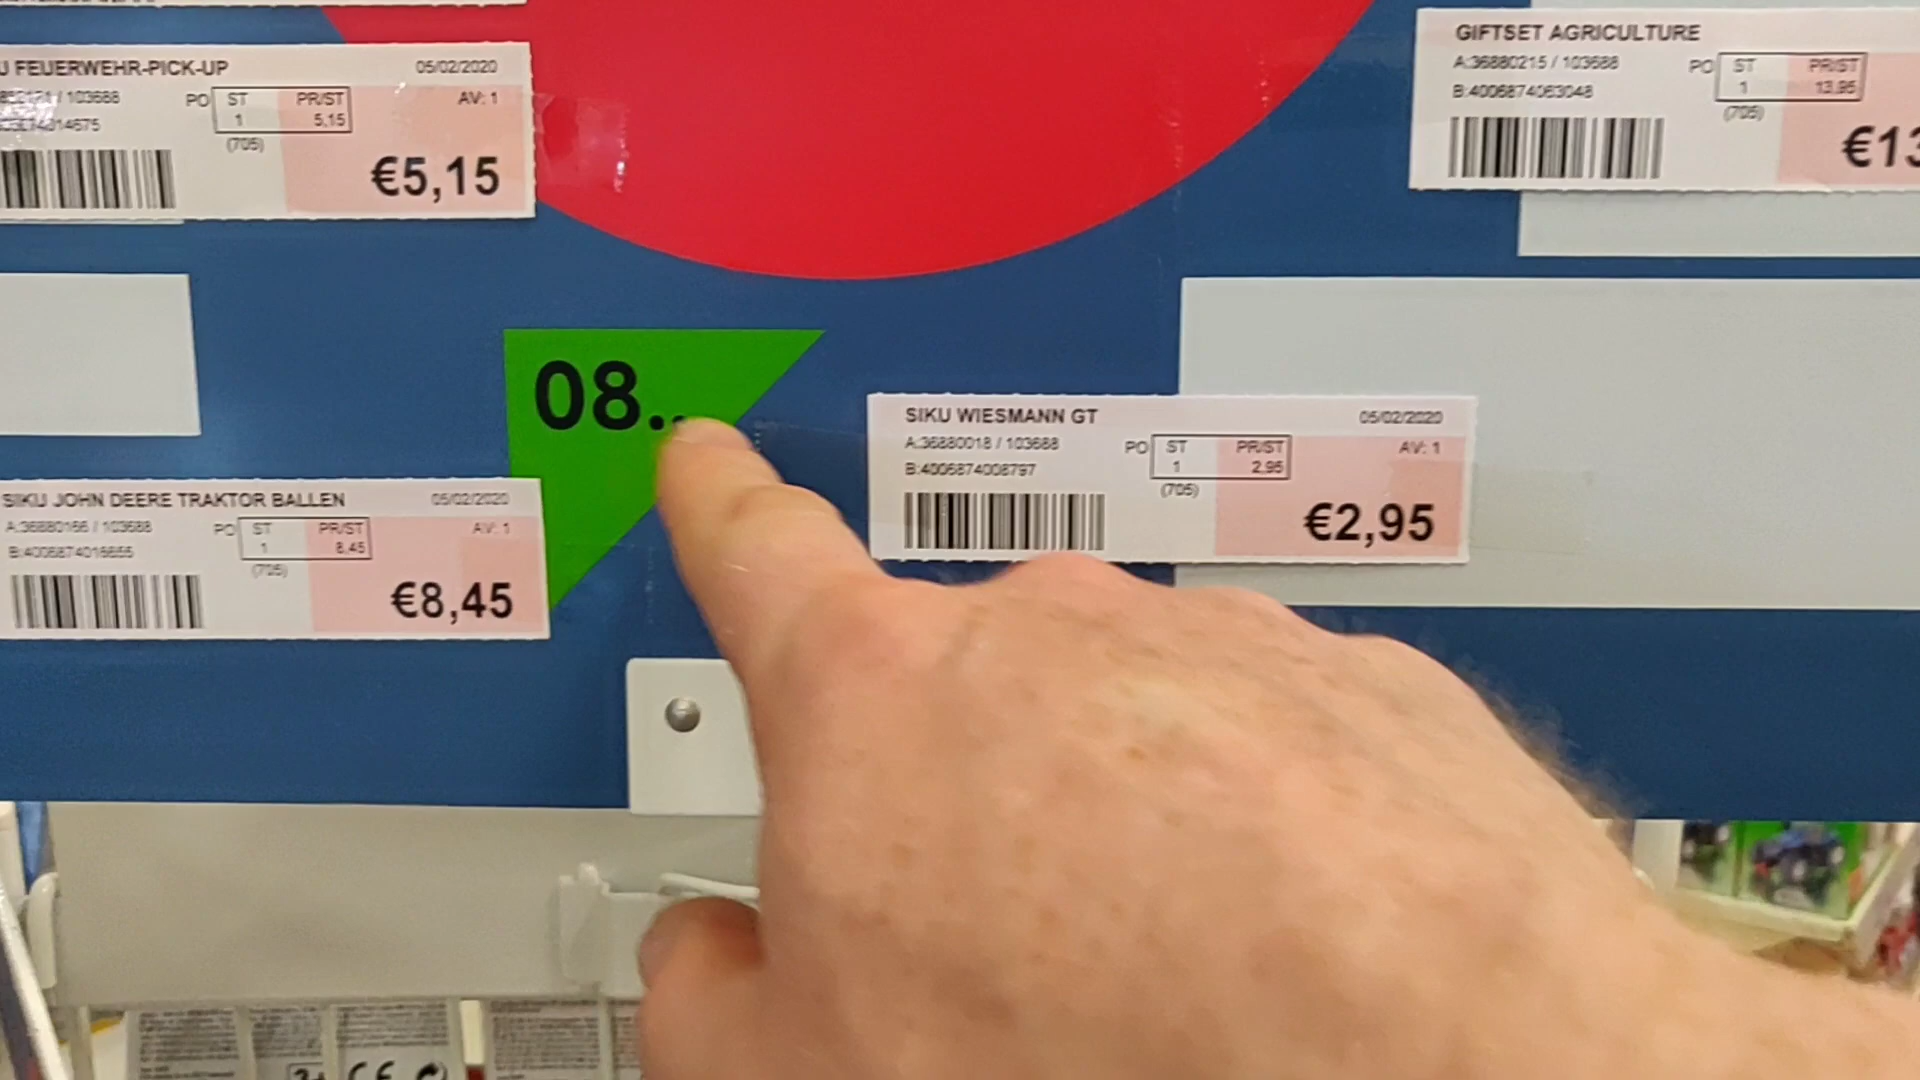 FEUERWEHR-PICK-UP 05/02/2020
/ 103688 PO ST PR/ST AV: 1
1 5,15
(705)
€5,15
GIFTSET AGRICULTURE
A:36880215 / 103688 PO ST PR/ST
B:4006874063048 1 13,95
(705)
€13
08..
SIKU WIESMANN GT 05/02/2020
A:36880018 / 103688 PO ST PR/ST AV: 1
B:4006874008797 1 2,95
(705)
€2,95
SIKU JOHN DEERE TRAKTOR BALLEN 05/02/2020
A:36880166 / 103688 PO ST PR/ST AV: 1
B:4006874016655 1 8,45
(705)
€8,45
CE